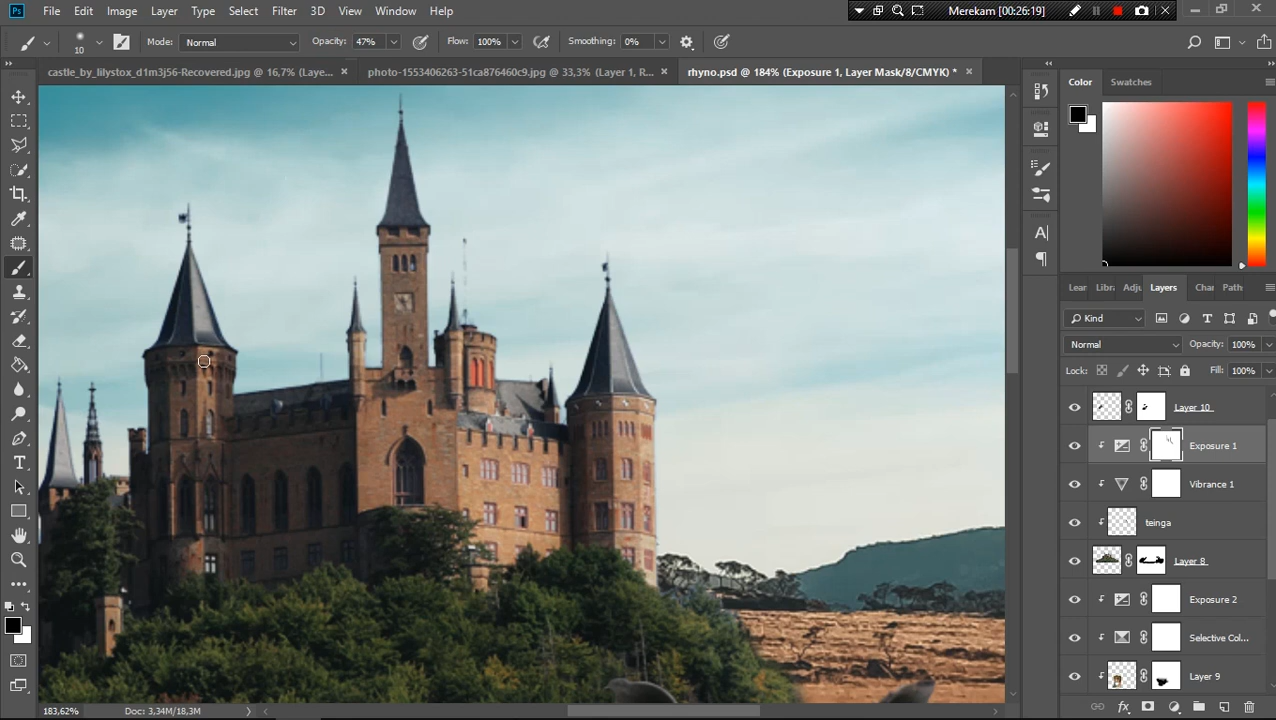 Ps File Edit Image Layer Type Select Filter 3D View Window Help Merekam [00:26:19]
10 Mode: Normal Opacity: 47% Flow: 100% Smoothing: 0%
castle_by_lilystox_d1m3j56-Recovered.jpg @ 16,7% (Laye... × photo-1553406263-51ca876460c9.jpg @ 33,3% (Layer 1, R... × rhyno.psd @ 184% (Exposure 1, Layer Mask/8/CMYK) * ×
Color Swatches
Lear Libra Adju Layers Char Path
Kind
Normal Opacity: 100%
Lock: Fill: 100%
Layer 10
Exposure 1
Vibrance 1
teinga
Layer 8
Exposure 2
Selective Col...
Layer 9
183,62% Doc: 3,34M/18,3M